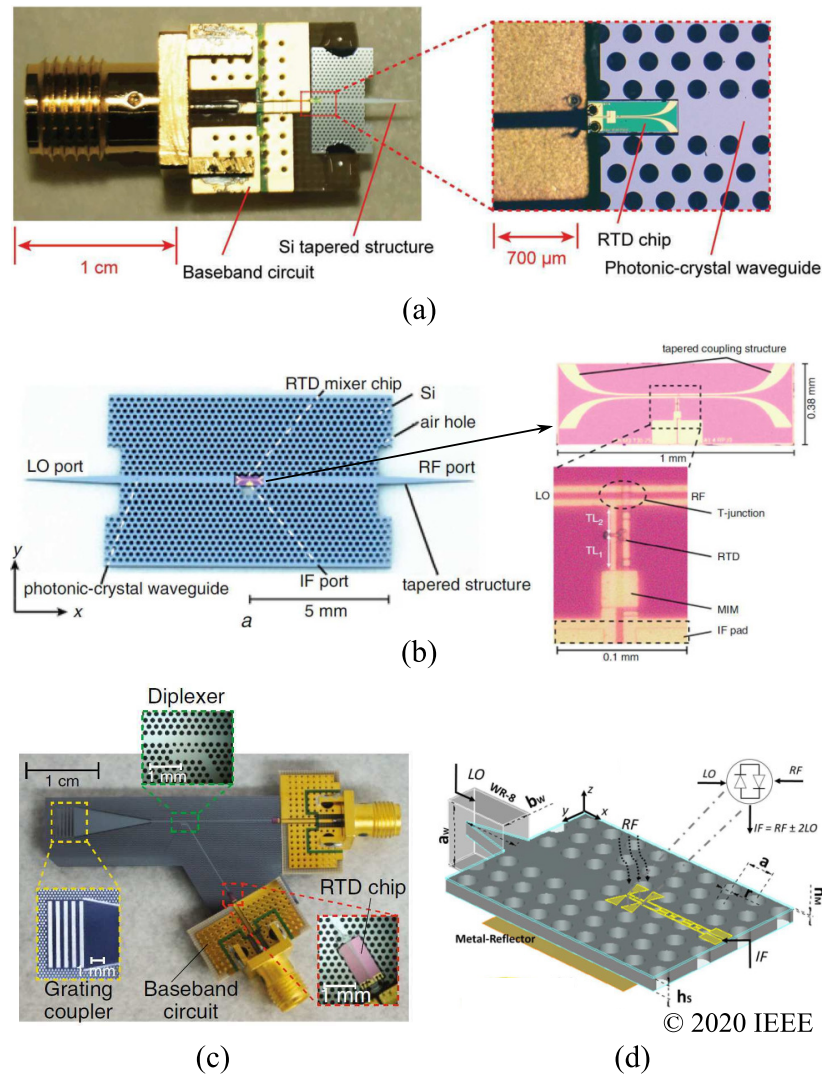 1 cm
Baseband circuit
Si tapered structure
700 µm
RTD chip
Photonic-crystal waveguide
(a)
RTD mixer chip
Si
air hole
LO port
RF port
IF port
photonic-crystal waveguide
tapered structure
y
x
a
5 mm
tapered coupling structure
0.38 mm
1 mm
LO
RF
T-junction
TL2
TL1
RTD
MIM
IF pad
0.1 mm
(b)
Diplexer
1 mm
1 cm
1 mm
Grating
coupler
Baseband
circuit
RTD chip
1 mm
(c)
LO
WR-8
bw
aw
z
y
x
RF
LO
RF
IF = RF ± 2LO
a
r
hM
Metal-Reflector
IF
hs
© 2020 IEEE
(d)